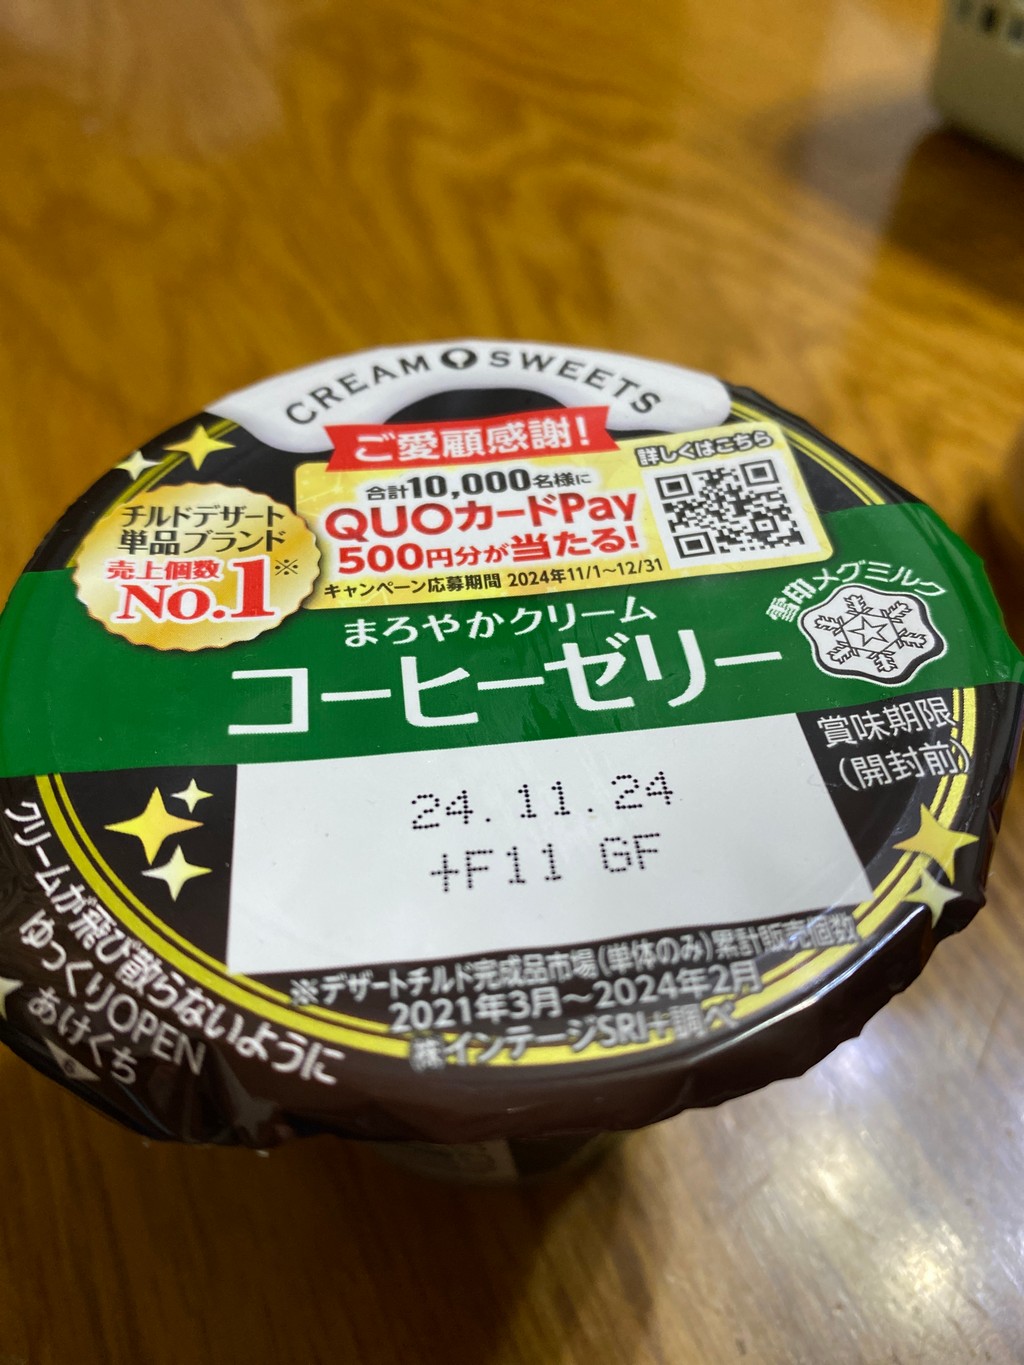 CREAM SWEETS
ご愛顧感謝!
合計10,000名様に
QUOカードPay
500円分が当たる!
キャンペーン応募期間 2024年11/1〜12/31
詳しくはこちら
チルドデザート
単品ブランド
売上個数
No.1※
雪印メグミルク
まろやかクリーム
コーヒーゼリー
賞味期限
(開封前)
24.11.24
+F11 GF
※デザートチルド完成品市場(単体のみ)累計販売個数
2021年3月〜2024年2月
㈱インテージSRI+調べ
クリームが飛び散らないように
ゆっくりOPEN
あけくち